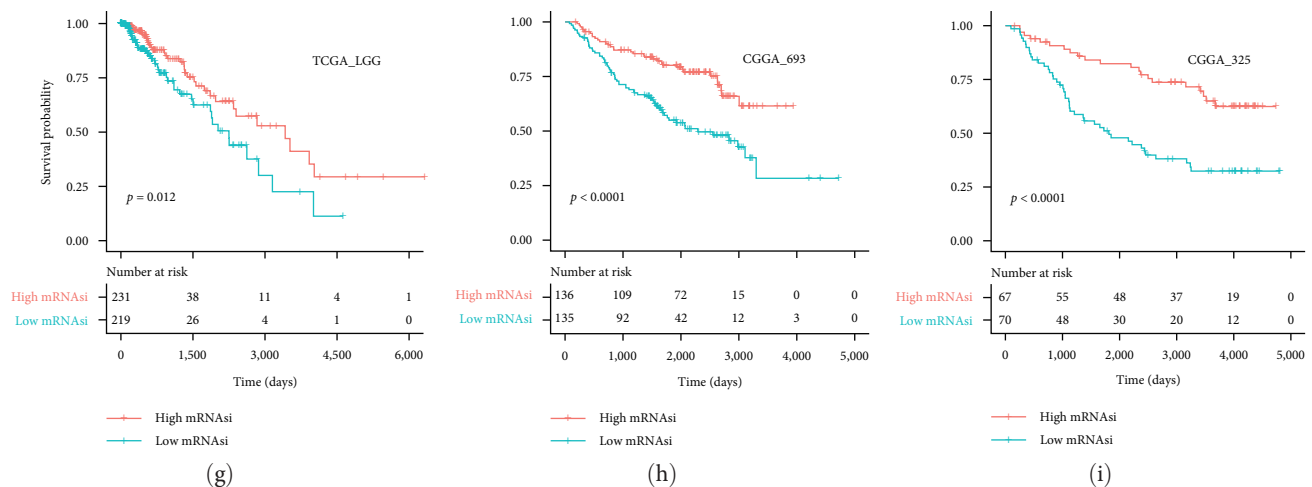 1.00
0.75
0.50
0.25
0.00
Survival probability
TCGA_LGG
p = 0.012
Number at risk
High mRNAsi 231 38 11 4 1
Low mRNAsi 219 26 4 1 0
0 1,500 3,000 4,500 6,000
Time (days)
High mRNAsi
Low mRNAsi
(g)
1.00
0.75
0.50
0.25
0.00
CGGA_693
p < 0.0001
Number at risk
High mRNAsi 136 109 72 15 0 0
Low mRNAsi 135 92 42 12 3 0
0 1,000 2,000 3,000 4,000 5,000
Time (days)
High mRNAsi
Low mRNAsi
(h)
1.00
0.75
0.50
0.25
0.00
CGGA_325
p < 0.0001
Number at risk
High mRNAsi 67 55 48 37 19 0
Low mRNAsi 70 48 30 20 12 0
0 1,000 2,000 3,000 4,000 5,000
Time (days)
High mRNAsi
Low mRNAsi
(i)